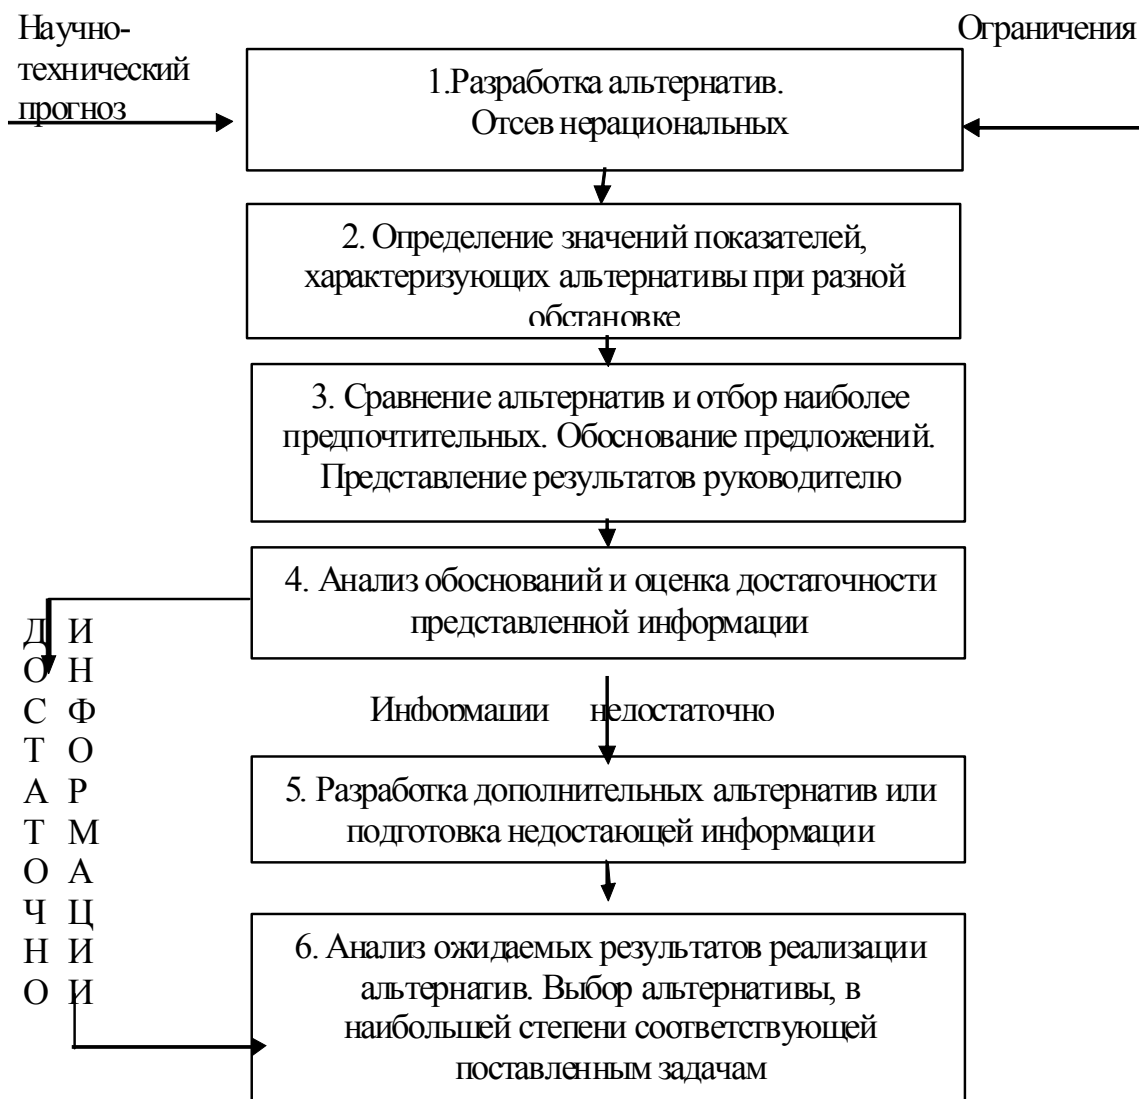 Научно-
технический
прогноз
Ограничения
1.Разработка альтернатив.
Отсев нерациональных
2. Определение значений показателей,
характеризующих альтернативы при разной
обстановке
3. Сравнение альтернатив и отбор наиболее
предпочтительных. Обоснование предложений.
Представление результатов руководителю
4. Анализ обоснований и оценка достаточности
представленной информации
Д И
О Н
С Ф
Т О
А Р
Т М
О А
Ч Ц
Н И
О И
Информации недостаточно
5. Разработка дополнительных альтернатив или
подготовка недостающей информации
6. Анализ ожидаемых результатов реализации
альтернатив. Выбор альтернативы, в
наибольшей степени соответствующей
поставленным задачам